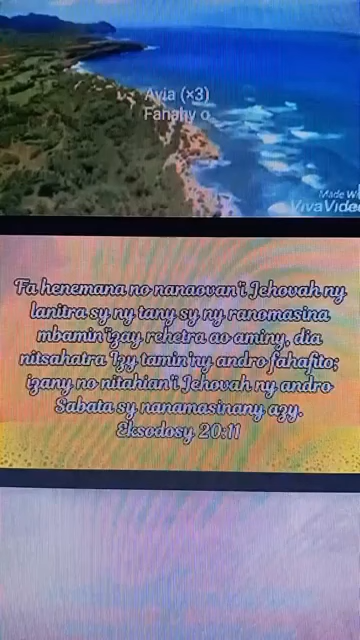 Avia (×3)
Fanahy o
Made Wi
VivaVideo
Fa henemana no nanaovan'i Jehovah ny
lanitra sy ny tany sy ny ranomasina
mbamin'izay rehetra ao aminy, dia
nitsahatra Izy tamin'ny andro fahafito;
izany no nitahian'i Jehovah ny andro
Sabata sy nanamasinany azy.
Eksodosy 20:11